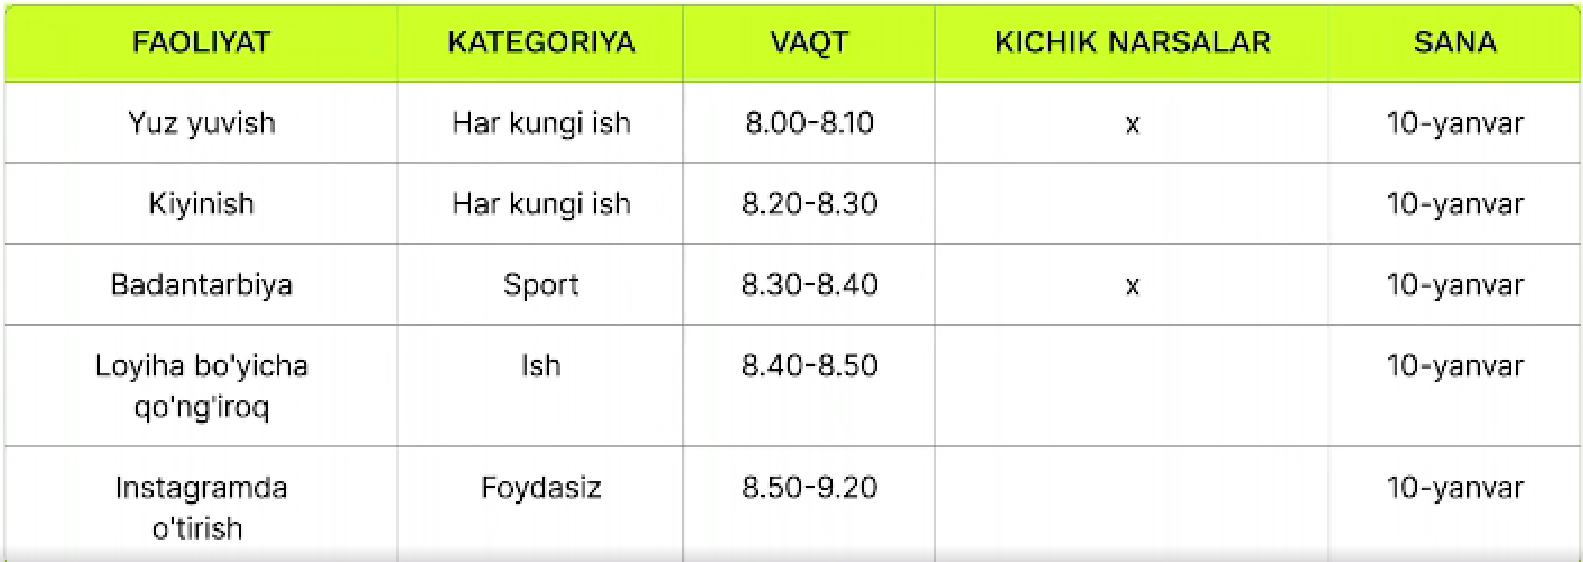 FAOLIYAT KATEGORIYA VAQT KICHIK NARSALAR SANA
Yuz yuvish Har kungi ish 8.00-8.10 x 10-yanvar
Kiyinish Har kungi ish 8.20-8.30 10-yanvar
Badantarbiya Sport 8.30-8.40 x 10-yanvar
Loyiha bo'yicha Ish 8.40-8.50 10-yanvar
qo'ng'iroq
Instagramda Foydasiz 8.50-9.20 10-yanvar
o'tirish